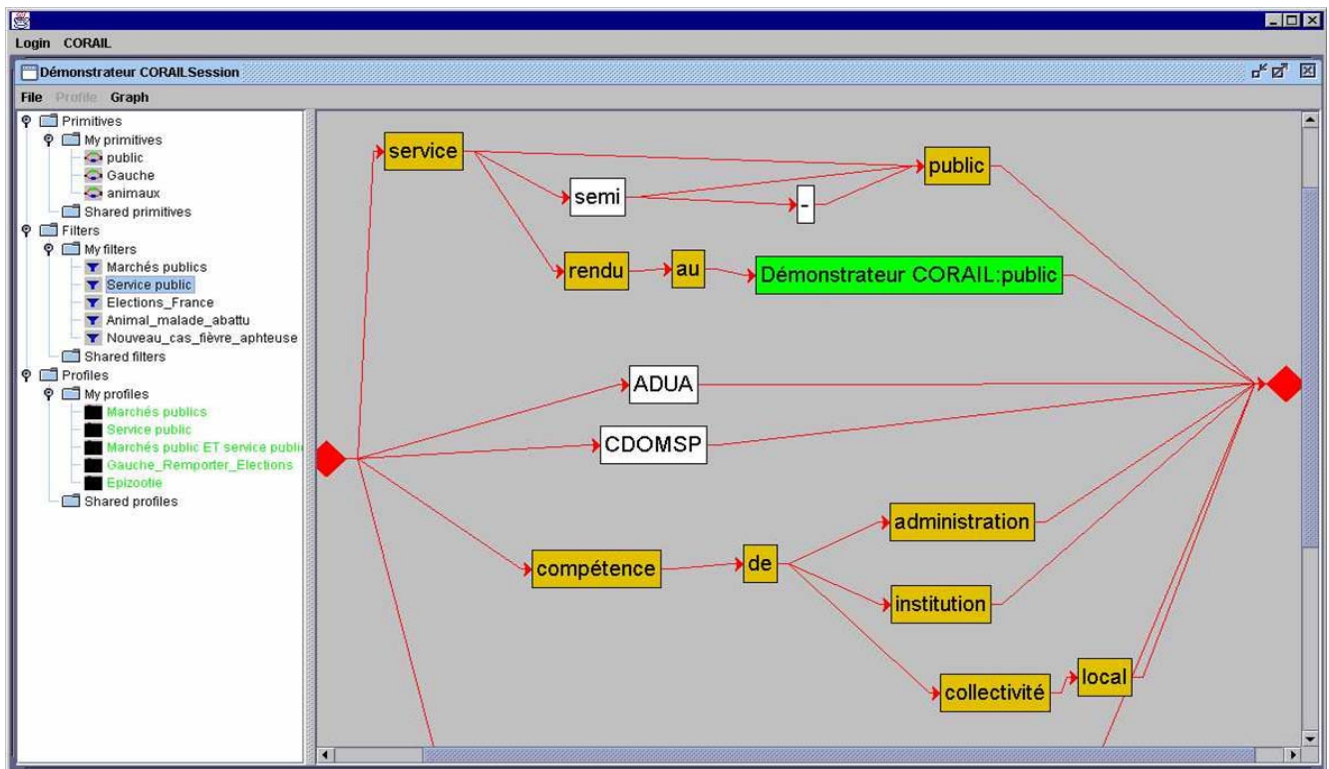 Login CORAIL
Démonstrateur CORAILSession
File Profile Graph
Primitives
My primitives
public
Gauche
animaux
Shared primitives
Filters
My filters
Marchés publics
Service public
Elections_France
Animal_malade_abattu
Nouveau_cas_fièvre_aphteuse
Shared filters
Profiles
My profiles
Marchés publics
Service public
Marchés public ET service publi
Gauche_Remporter_Elections
Epizootie
Shared profiles
service
public
semi
-
rendu
au
Démonstrateur CORAIL:public
ADUA
CDOMSP
compétence
de
administration
institution
collectivité
local